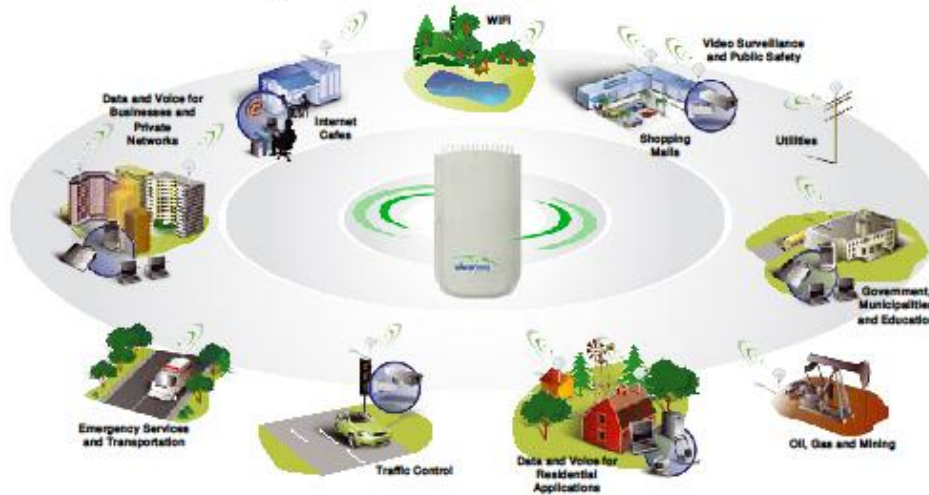 WiFi
Video Surveillance
and Public Safety
Data and Voice for
Businesses and
Private
Networks
Internet
Cafes
Shopping
Malls
Utilities
Government,
Municipalities
and Education
Emergency Services
and Transportation
Traffic Control
Data and Voice for
Residential
Applications
Oil, Gas and Mining